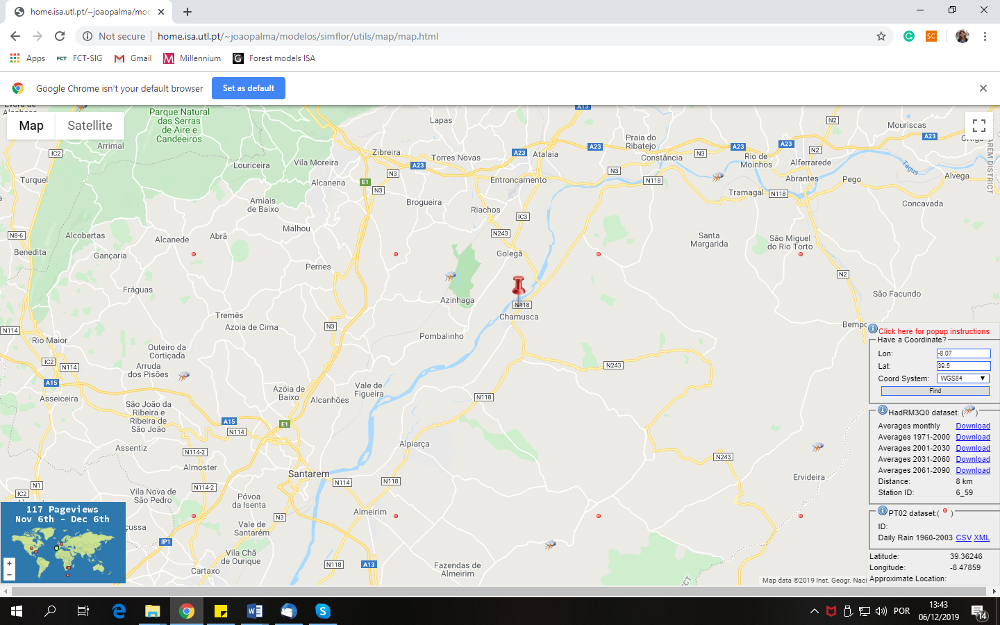 home.isa.utl.pt/~joaopalma/mod
Not secure
home.isa.utl.pt/~joaopalma/modelos/simflor/utils/map/map.html
SC
Apps
FCT
FCT-SIG
Gmail
Millennium
Forest models ISA
Google Chrome isn't your default browser
Set as default
Map
Satellite
Parque Natural
das Serras
de Aire e
Candeeiros
Arrimal
IC2
Louriceira
Vila Moreira
Turquel
Alcanena
Amiais
de Baixo
Malhou
N8-6
Alcobertas
Benedita
Gançaria
Alcanede
Abrã
Pernes
Fráguas
Tremês
Azoia de Cima
N114
Rio Maior
IC2
N114
A15
Asseiceira
Outeiro da
Cortiçada
Arruda
dos Pisões
São João da
Ribeira e
Ribeira de
São João
Assentiz
A15
N114
N114-2
Almoster
N114-2
N1
IC2
Vila Nova de
São Pedro
Póvoa
da Isenta
Vale de
Santarém
N3
IP1
Vila Chã
de Ourique
Cartaxo
Lapas
Zibreira
A23
Torres Novas
N3
E1
N3
Brogueira
Riachos
Entroncamento
A23
Atalaia
A13
A23
IC3
N243
Golegã
Azinhaga
N118
Chamusca
Pombalinho
N3
Azóia de
Baixo
Alcanhões
Vale de
Figueira
E1
Santarem
N114
N118
Alpiarça
N118
Almeirim
N118
A13
Fazendas de
Almeirim
N243
N243
Praia do
Ribatejo
N3
Constância
N3
N118
A23
Rio de
Moinhos
A23
N2
N2
Mouriscas
A23
Alferrede
Abrantes
Tramagal
N118
Tagus
Pego
Alvega
Concavada
Santa
Margarida
São Miguel
do Rio Torto
N2
São Facundo
Bempo
Ervideira
ARÉM DISTRICT
Click here for popup instructions
Have a Coordinate?
Lon: -8.07
Lat: 39.5
Coord System: WGS84
Find
HadRM3Q0 dataset: ( )
Averages monthly Download
Averages 1971-2000 Download
Averages 2001-2030 Download
Averages 2031-2060 Download
Averages 2061-2090 Download
Distance: 8 km
Station ID: 6_59
PT02 dataset:( )
ID:
Daily Rain 1960-2003 CSV XML
Latitude: 39.36246
Longitude: -8.47859
Approximate Location:
Map data ©2019 Inst. Geogr. Naci
117 Pageviews
Nov 6th - Dec 6th
+
−
POR
13:43
06/12/2019
14